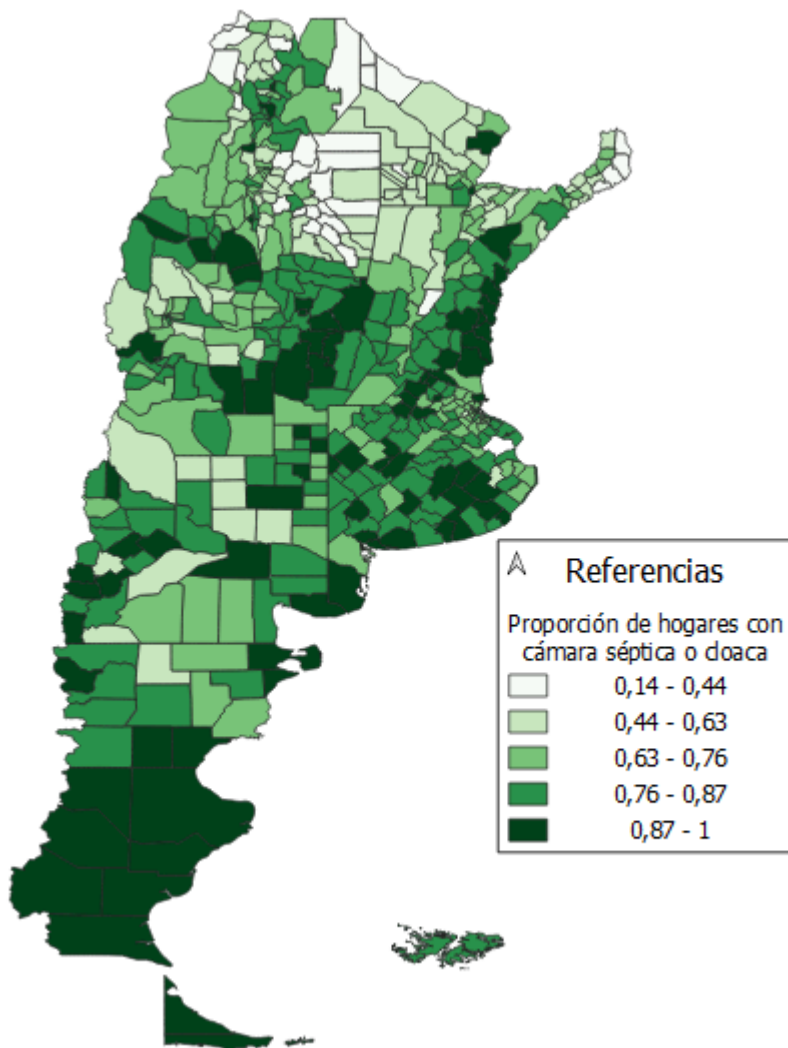 Referencias
Proporción de hogares con
cámara séptica o cloaca
0,14 - 0,44
0,44 - 0,63
0,63 - 0,76
0,76 - 0,87
0,87 - 1